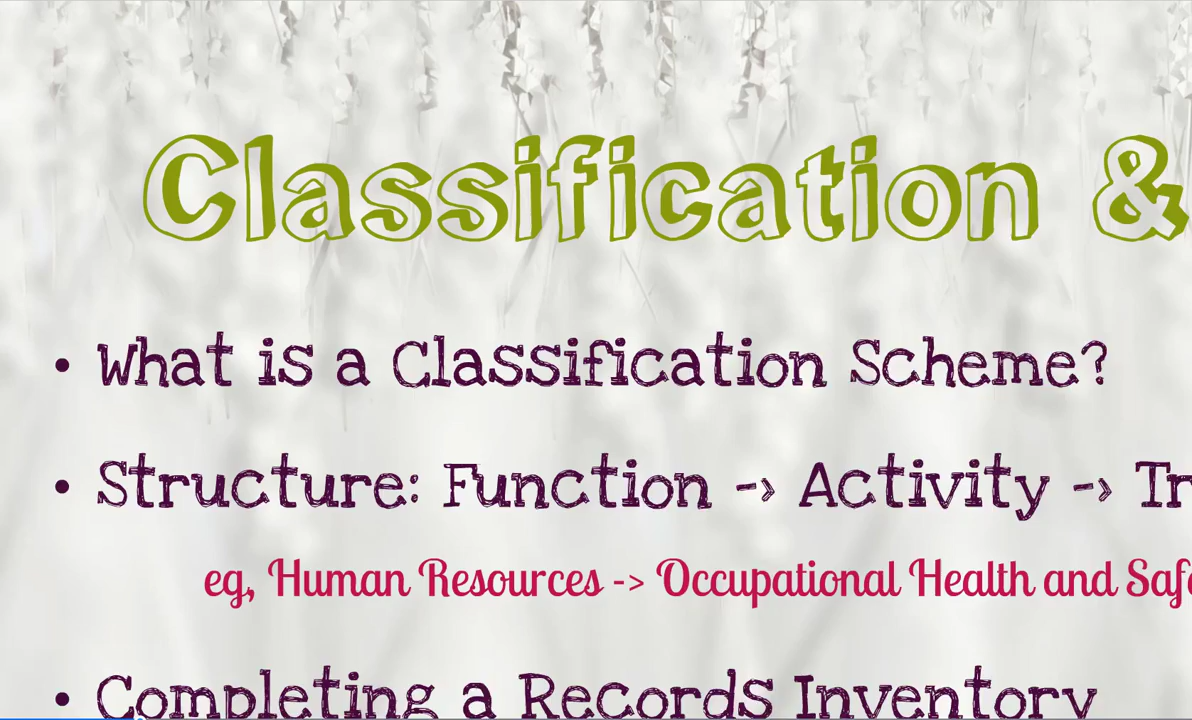 Classification &
• What is a Classification Scheme?
• Structure: Function -> Activity ->
eg, Human Resources -> Occupational Health and
• Completing a Records Inventory